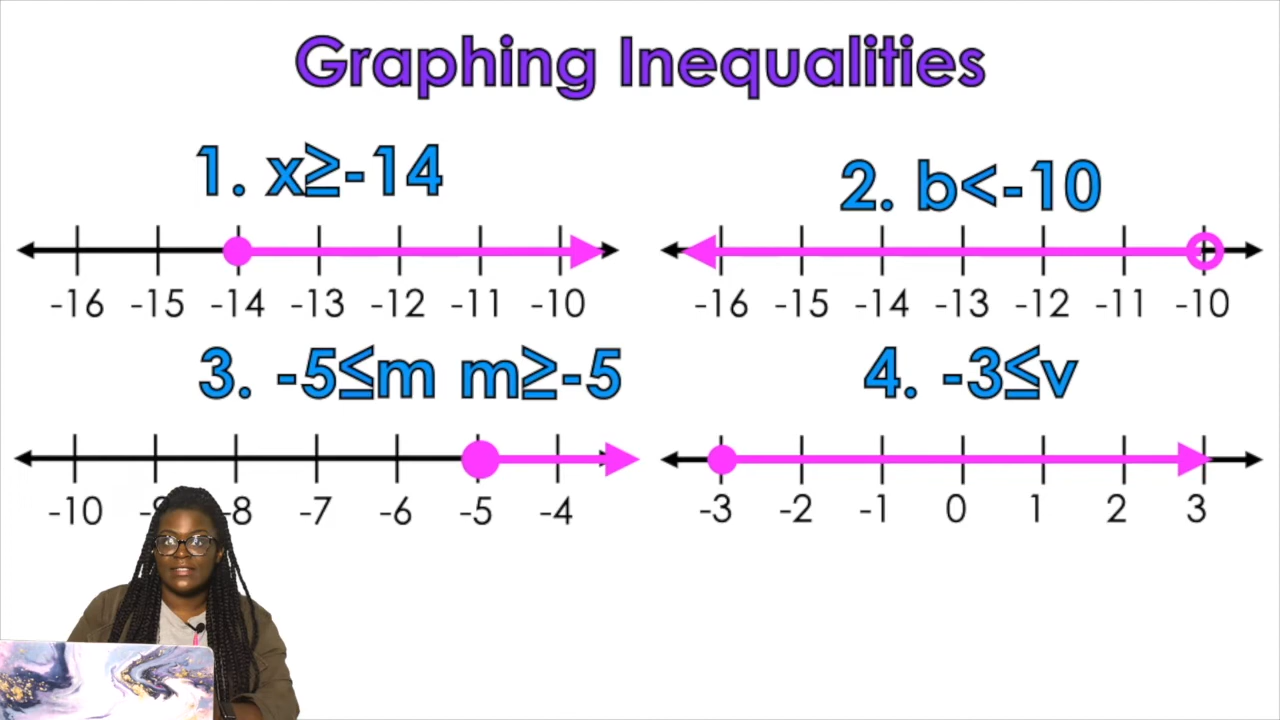 Graphing Inequalities
1. x≥-14
-16 -15 -14 -13 -12 -11 -10
2. b<-10
-16 -15 -14 -13 -12 -11 -10
3. -5≤m m≥-5
-10 -8 -7 -6 -5 -4
4. -3≤v
-3 -2 -1 0 1 2 3